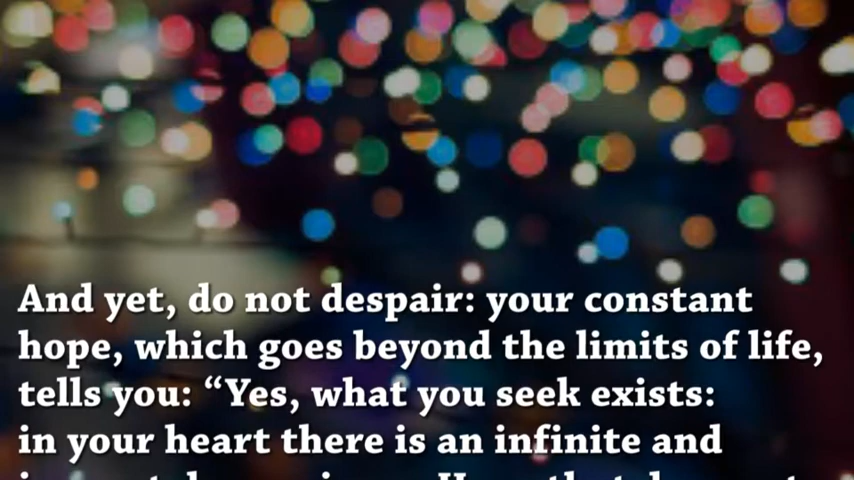 And yet, do not despair: your constant
hope, which goes beyond the limits of life,
tells you: “Yes, what you seek exists:
in your heart there is an infinite and